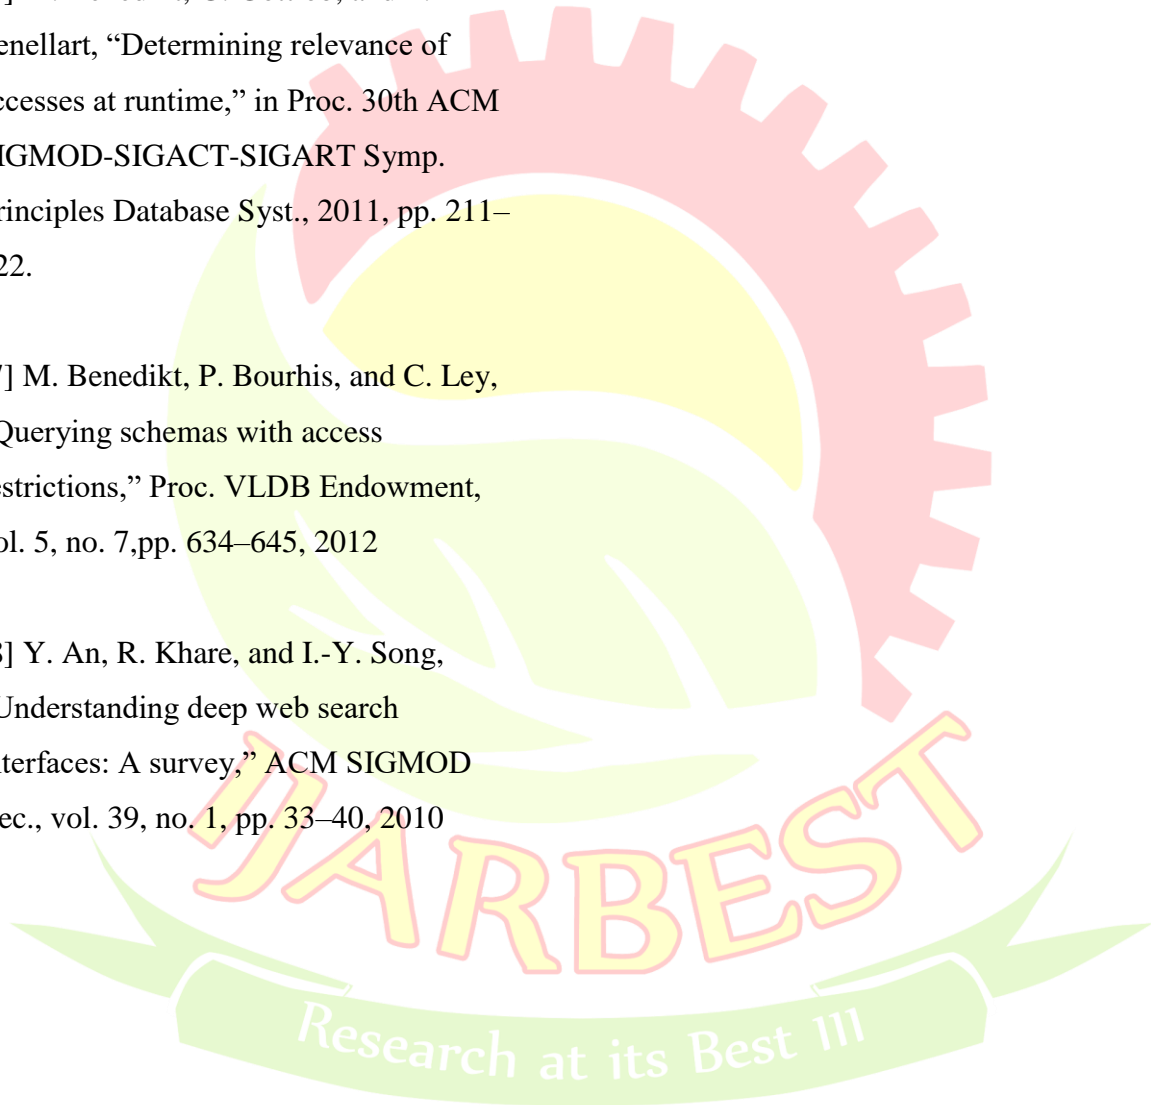 enellart, “Determining relevance of
ccesses at runtime,” in Proc. 30th ACM
IGMOD-SIGACT-SIGART Symp.
rinciples Database Syst., 2011, pp. 211–
22.
7] M. Benedikt, P. Bourhis, and C. Ley,
Querying schemas with access
estrictions,” Proc. VLDB Endowment,
ol. 5, no. 7,pp. 634–645, 2012
8] Y. An, R. Khare, and I.-Y. Song,
Understanding deep web search
nterfaces: A survey,” ACM SIGMOD
ec., vol. 39, no. 1, pp. 33–40, 2010
IJARBEST
Research at its Best !!!